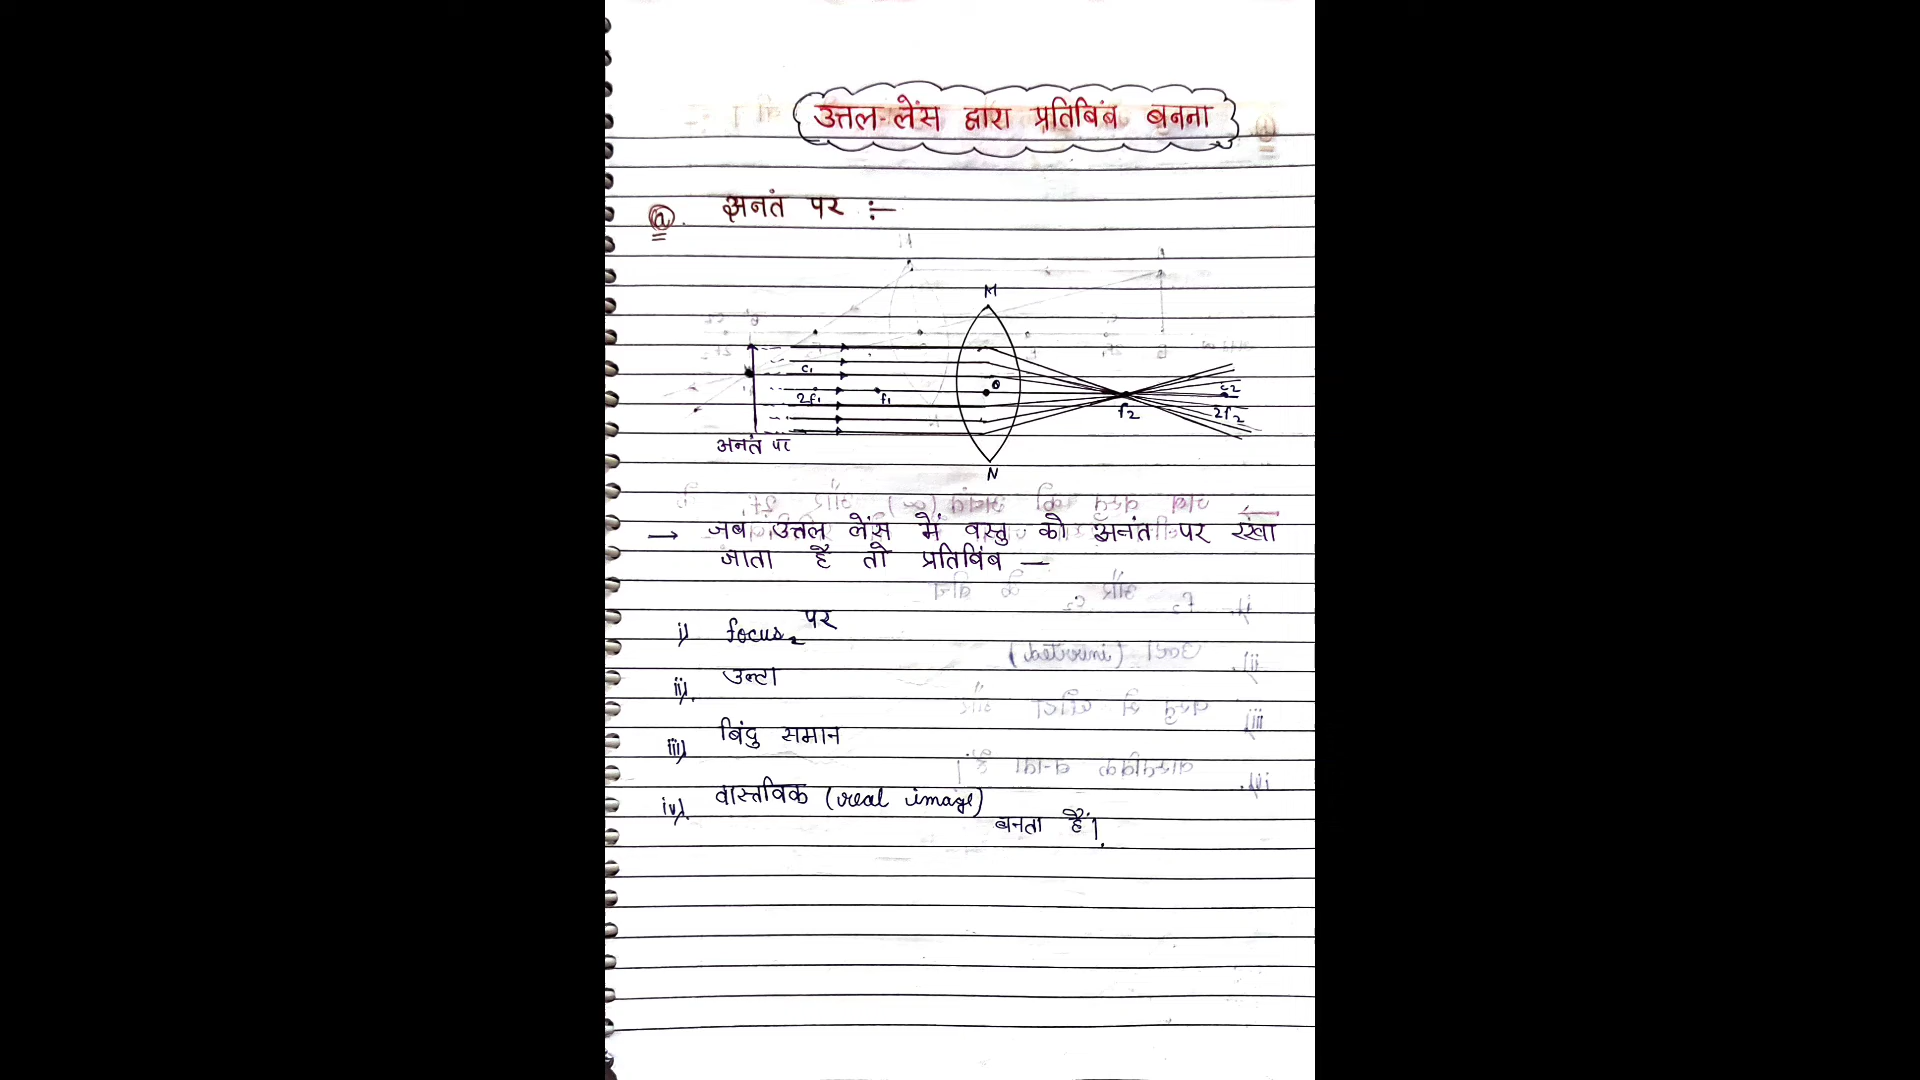 उत्तल-लेंस द्वारा प्रतिबिंब बनना
@. अनंत पर :-
M
C₁
2f₁
f₁
O
f₂
C₂
2f₂
अनंत पर
N
→ जब उत्तल लेंस में वस्तु को अनंत पर रखा
जाता है तो प्रतिबिंब —
i) focus₂ पर
ii). उल्टा
iii) बिंदु समान
iv). वास्तविक (real image)
बनता हैं।